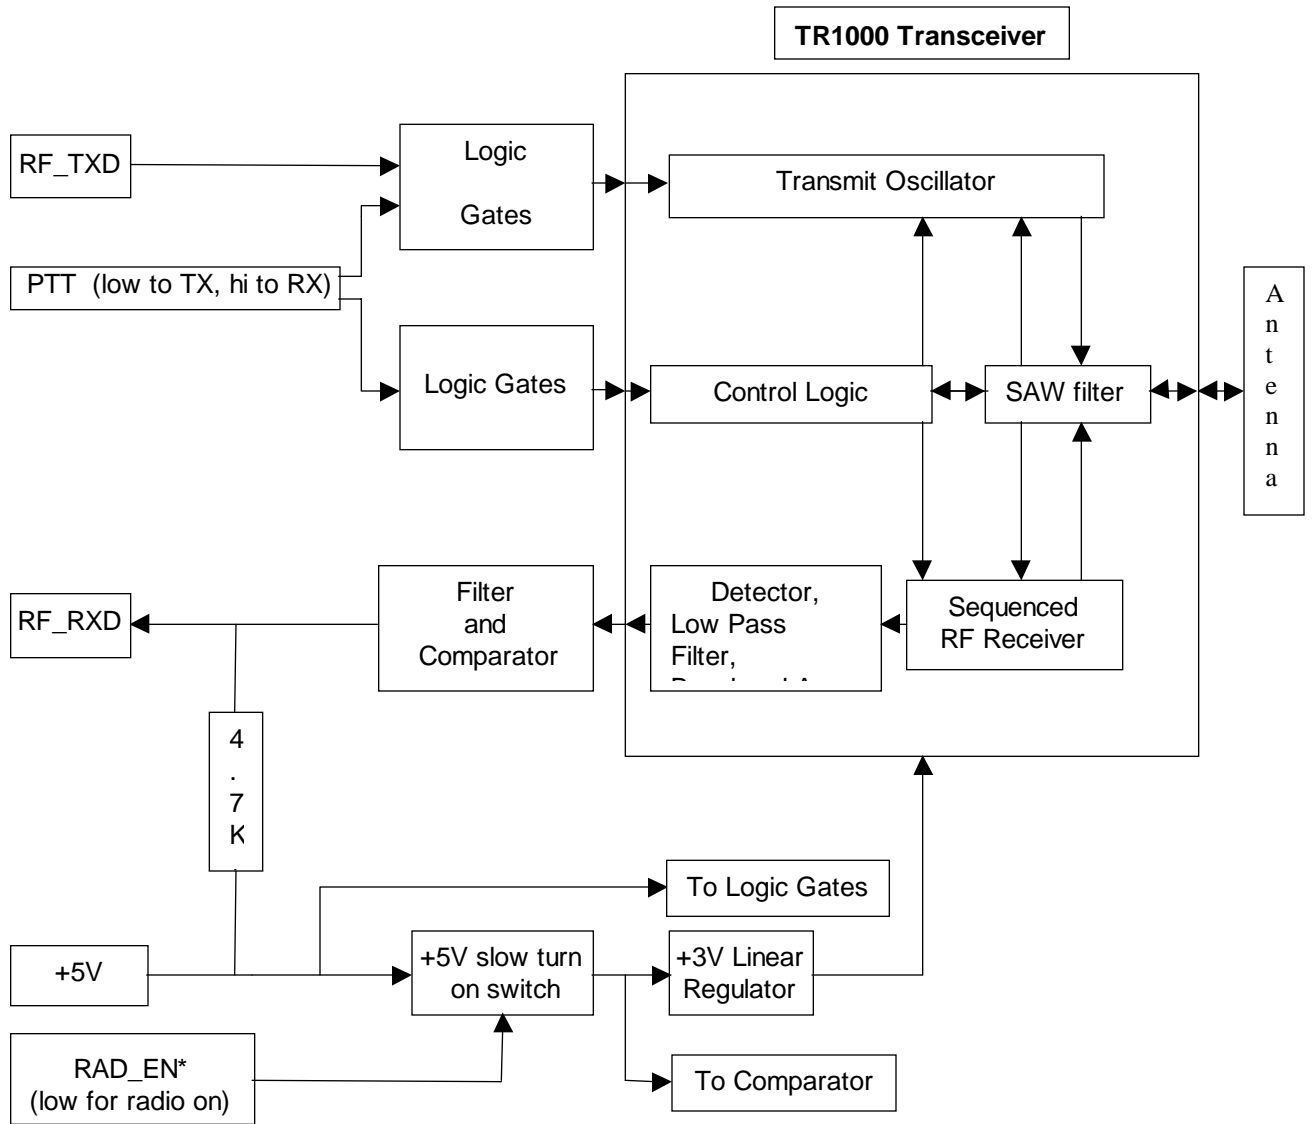 TR1000 Transceiver
RF_TXD
Logic
Gates
Transmit Oscillator
PTT (low to TX, hi to RX)
Logic Gates
Control Logic
SAW filter
Antenna
RF_RXD
Filter
and
Comparator
Detector,
Low Pass
Filter,
Sequenced
RF Receiver
4.7K
To Logic Gates
+5V
+5V slow turn
on switch
+3V Linear
Regulator
RAD_EN*
(low for radio on)
To Comparator